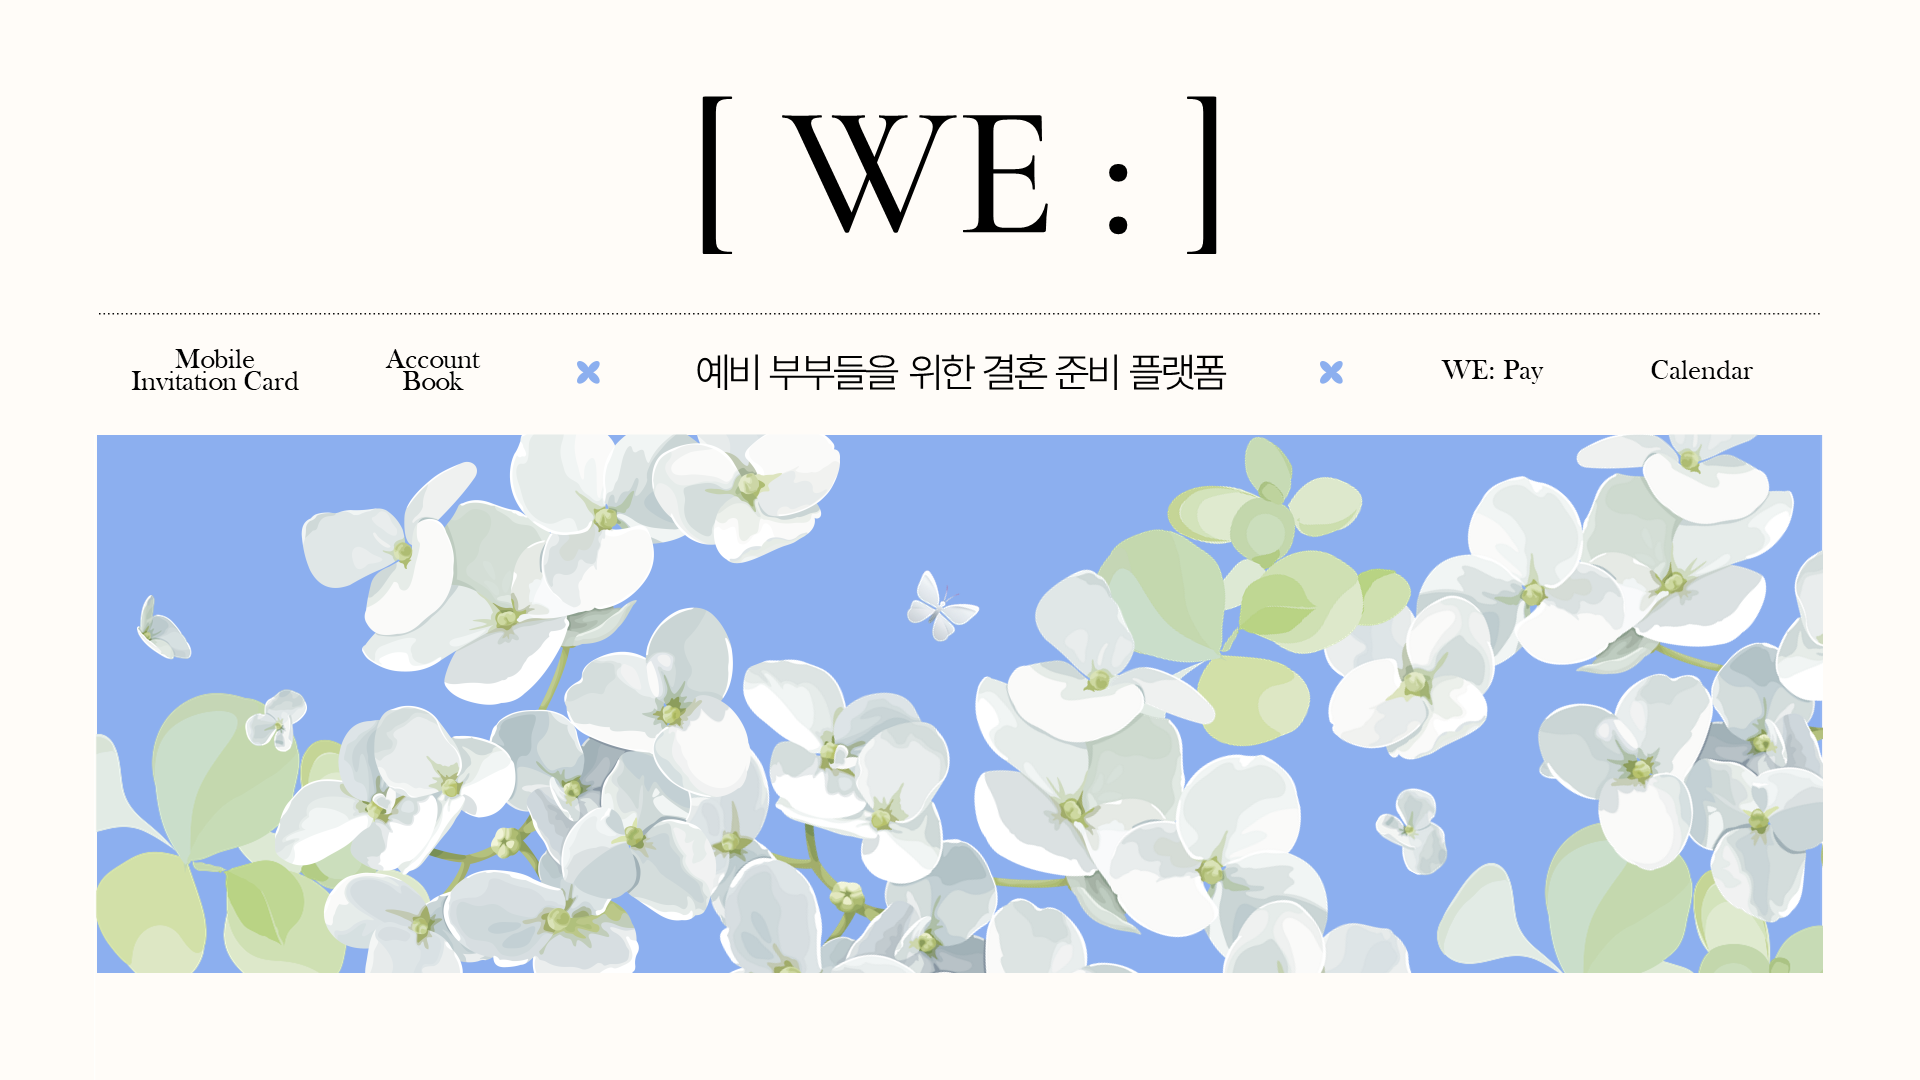 [ WE : ]
Mobile
Invitation Card
Account
Book
예비 부부들을 위한 결혼 준비 플랫폼
WE: Pay
Calendar